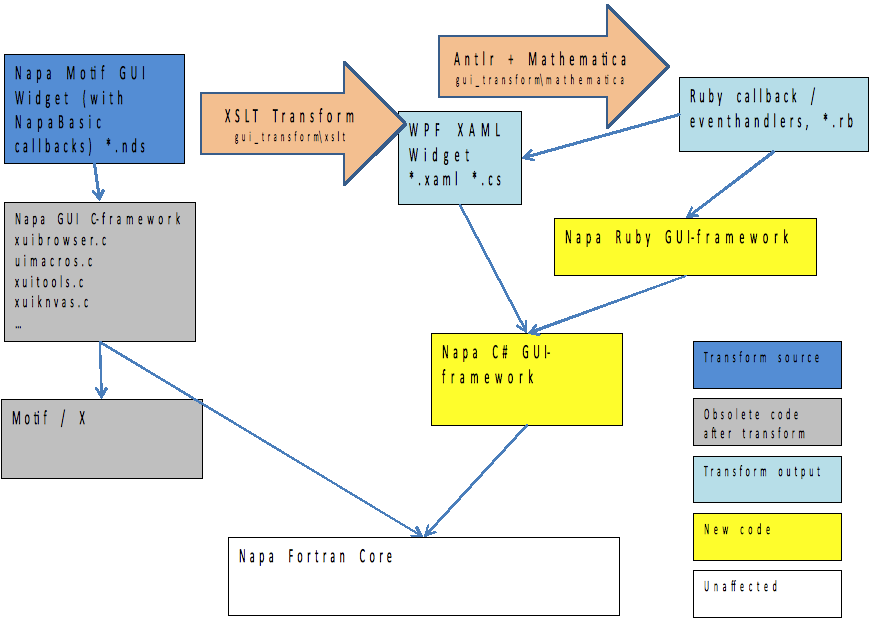 Napa Motif GUI
Widget (with
NapaBasic
callbacks) *.nds
XSLT Transform
gui_transform\xslt
Antlr + Mathematica
gui_transform\mathematica
WPF XAML
Widget
*.xaml *.cs
Ruby callback /
eventhandlers, *.rb
Napa GUI C-framework
xuibrowser.c
uimacros.c
xuitools.c
xuiknvas.c
…
Napa Ruby GUI-framework
Napa C# GUI-
framework
Motif / X
Napa Fortran Core
Transform source
Obsolete code
after transform
Transform output
New code
Unaffected